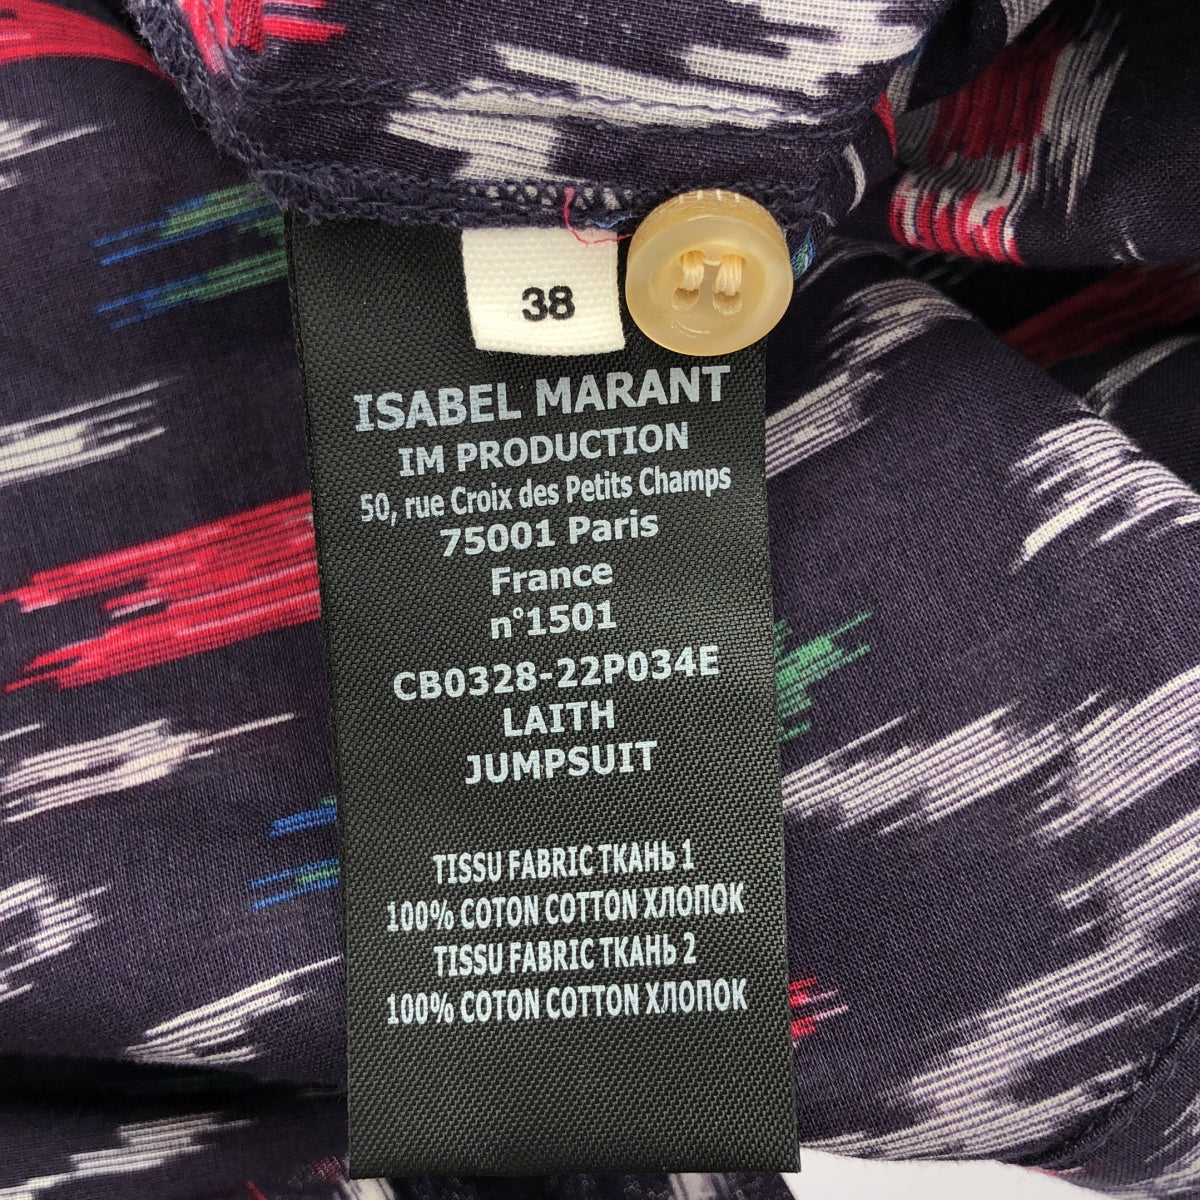 38
ISABEL MARANT
IM PRODUCTION
50, rue Croix des Petits Champs
75001 Paris
France
n°1501
CB0328-22P034E
LAITH
JUMPSUIT
TISSU FABRIC ТКАНЬ 1
100% COTON COTTON ХЛОПОК
TISSU FABRIC ТКАНЬ 2
100% COTON COTTON ХЛОПОК